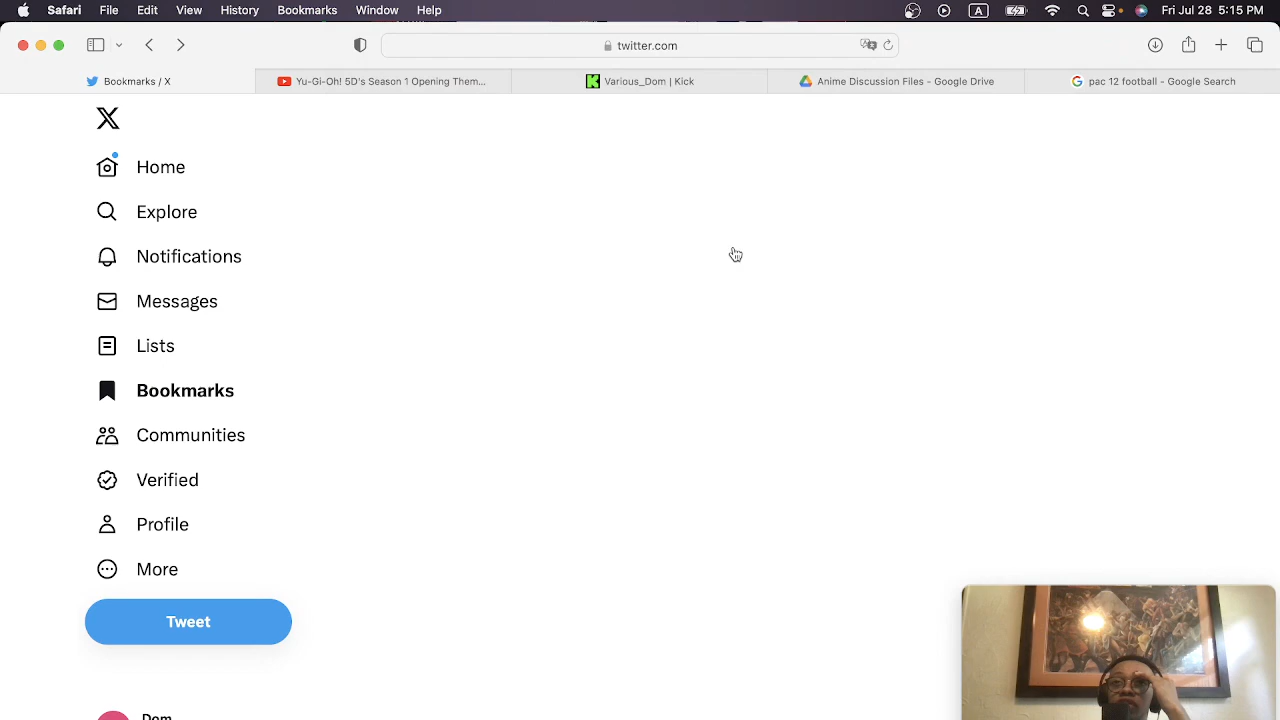 Safari File Edit View History Bookmarks Window Help A Fri Jul 28 5:15 PM
twitter.com
Bookmarks / X Yu-Gi-Oh! 5D's Season 1 Opening Them... Various_Dom | Kick Anime Discussion Files - Google Drive pac 12 football - Google Search
Home
Explore
Notifications
Messages
Lists
Bookmarks
Communities
Verified
Profile
More
Tweet
Dom